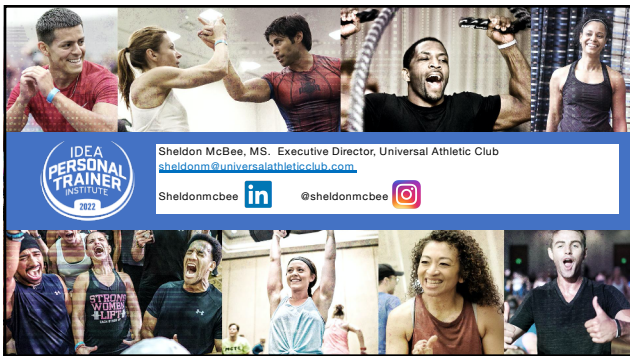 IDEA
PERSONAL
TRAINER
INSTITUTE
2022
Sheldon McBee, MS.  Executive Director, Universal Athletic Club
sheldonm@universalathleticclub.com
Sheldonmcbee in @sheldonmcbee
STRONG
WOMEN
LIFT